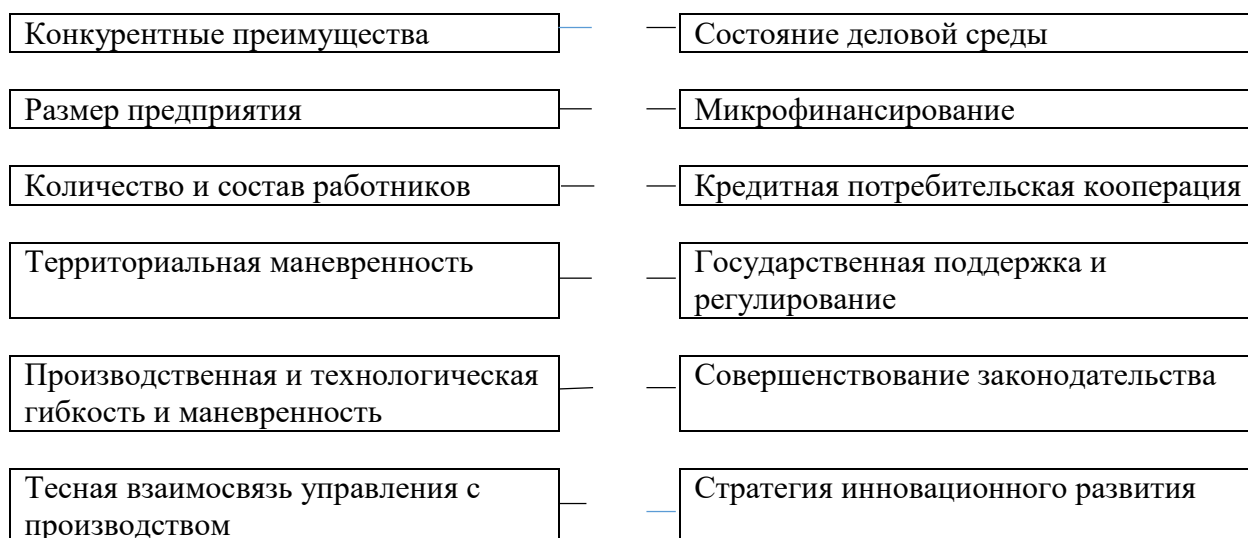 Конкурентные преимущества
Состояние деловой среды
Размер предприятия
Микрофинансирование
Количество и состав работников
Кредитная потребительская кооперация
Территориальная маневренность
Государственная поддержка и
регулирование
Производственная и технологическая
гибкость и маневренность
Совершенствование законодательства
Тесная взаимосвязь управления с
производством
Стратегия инновационного развития